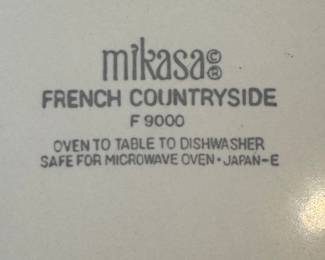 mikasa©®
FRENCH COUNTRYSIDE
F 9000
OVEN TO TABLE TO DISHWASHER
SAFE FOR MICROWAVE OVEN • JAPAN-E